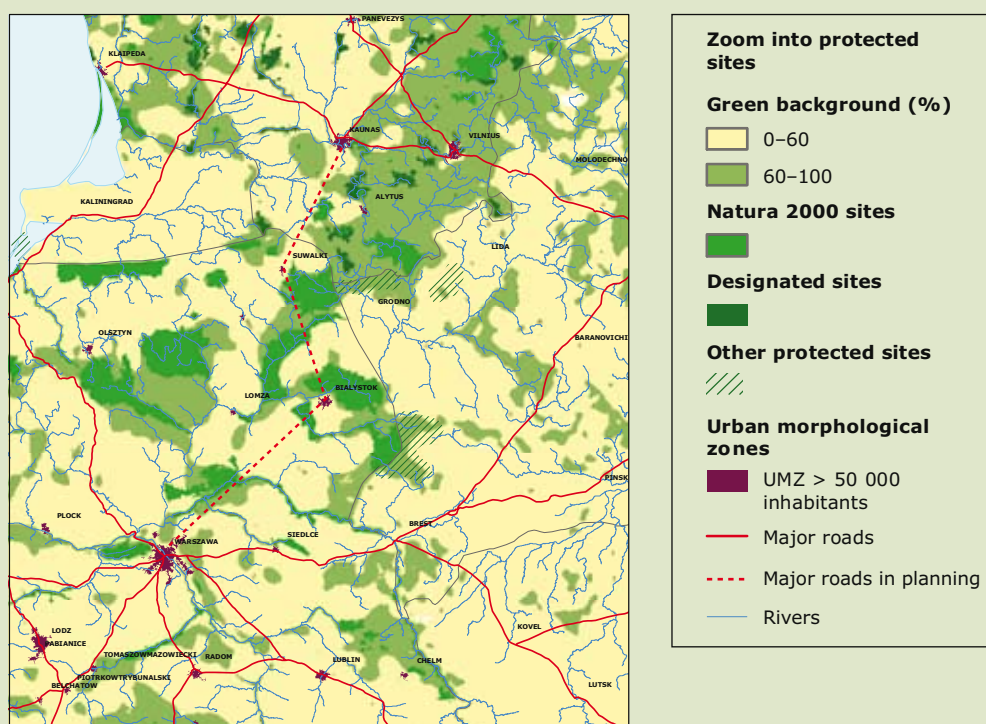 PANEVEZYS
KLAIPEDA
KAUNAS
VILNIUS
MOLODECHNO
ALYTUS
KALININGRAD
LIDA
SUWALKI
GRODNO
OLSZTYN
BARANOVICHI
BIALYSTOK
LOMZA
PINSK
PLOCK
BREST
SIEDLCE
WARSZAWA
KOVEL
LODZ
PABIANICE
TOMASZOWMAZOWIECKI
RADOM
LUBLIN
CHELM
PIOTRKOWTRYBUNALSKI
BELCHATOW
LUTSK
Zoom into protected
sites
Green background (%)
0–60
60–100
Natura 2000 sites
Designated sites
Other protected sites
Urban morphological
zones
UMZ > 50 000
inhabitants
Major roads
Major roads in planning
Rivers